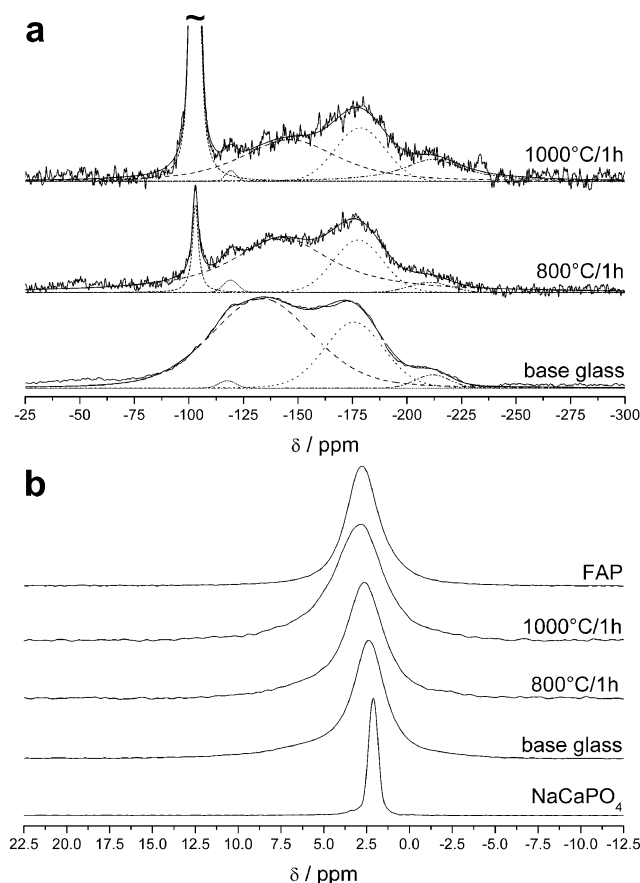 a
~
1000°C/1h
800°C/1h
base glass
-25 -50 -75 -100 -125 -150 -175 -200 -225 -250 -275 -300
δ / ppm
b
FAP
1000°C/1h
800°C/1h
base glass
NaCaPO₄
22.5 20.0 17.5 15.0 12.5 10.0 7.5 5.0 2.5 0.0 -2.5 -5.0 -7.5 -10.0 -12.5
δ / ppm